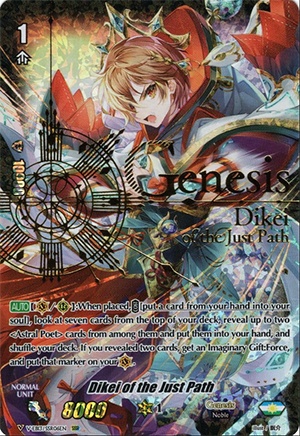 1
10000
Genesis
Dikei
of the Just Path
AUTO
]:When placed,
[put a card from your hand into your
soul], look at seven cards from the top of your deck, reveal up to two
<Astral Poet> cards from among them and put them into your hand, and
shuffle your deck. If you revealed two cards, get an Imaginary Gift:Force,
and put that marker on your
.
NORMAL
UNIT
Dikei of the Just Path
8000
1
Genesis
Noble